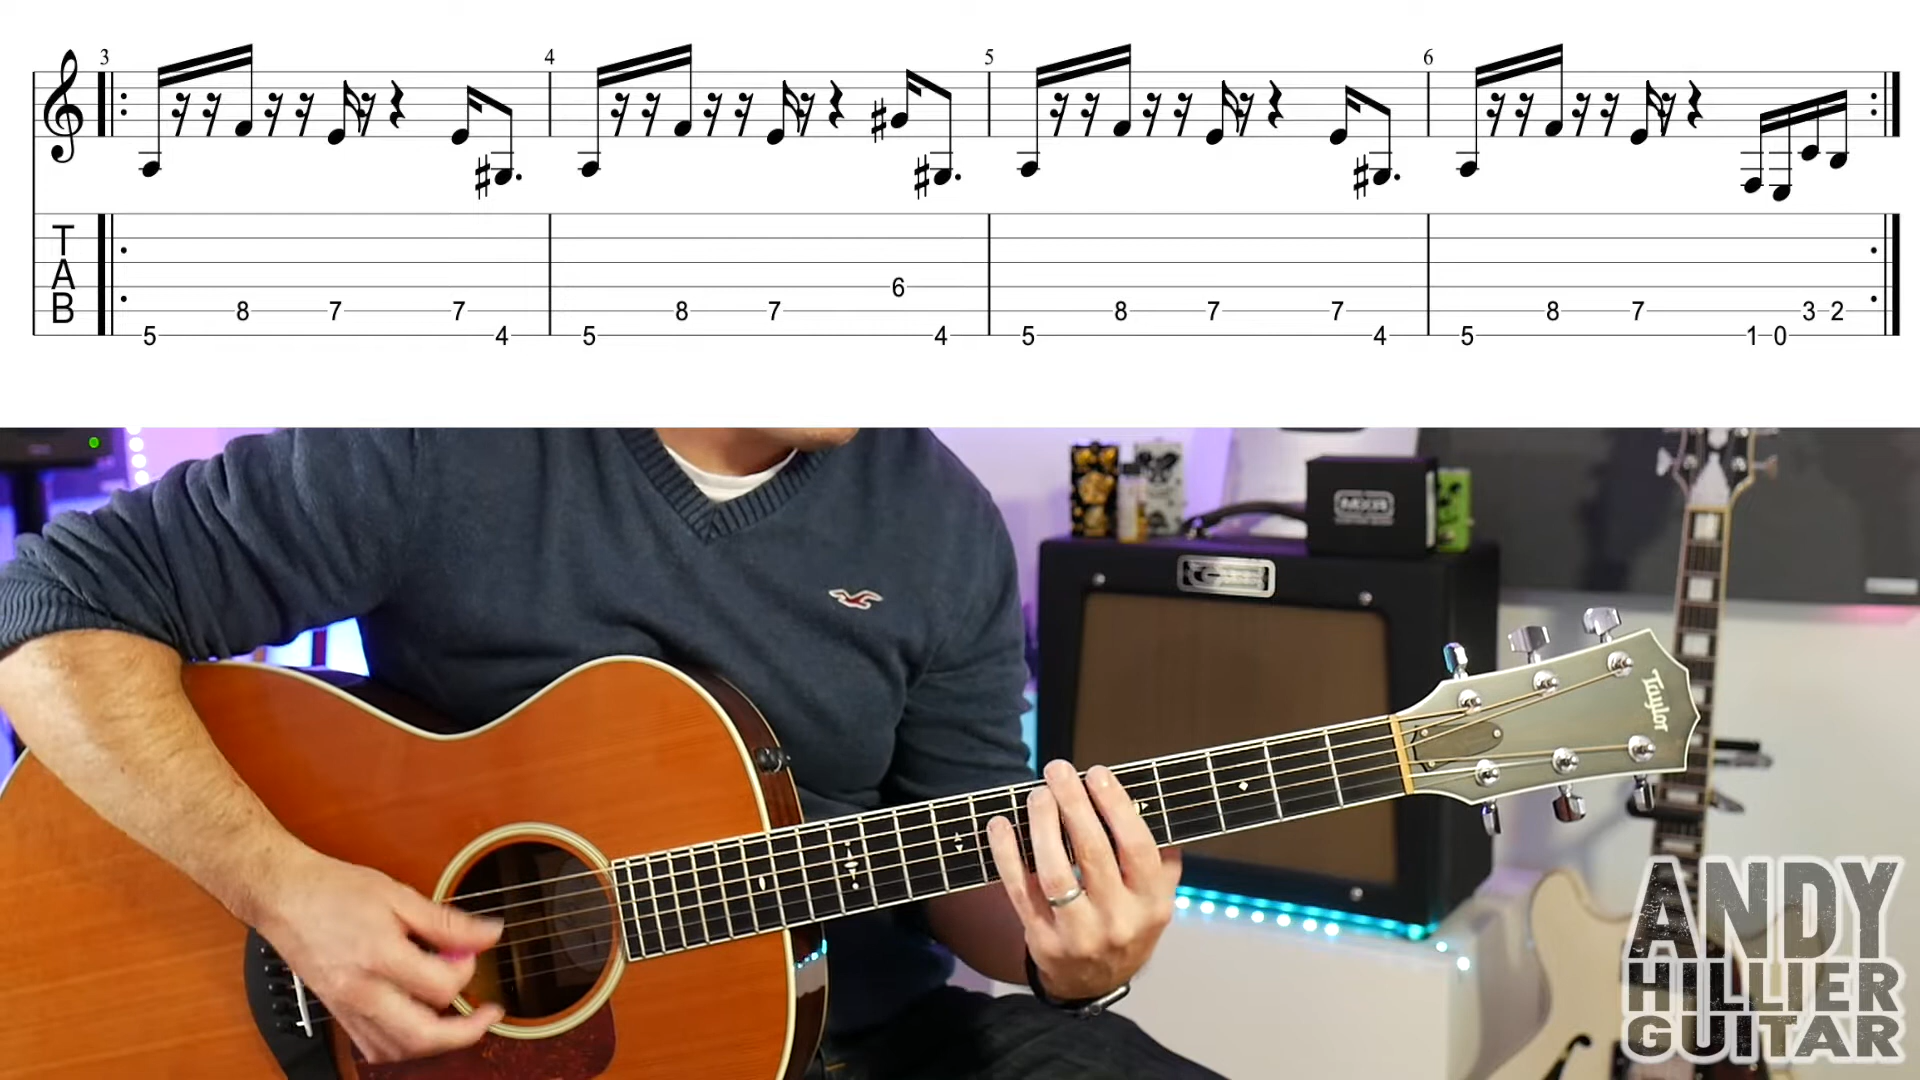 3 4 5 6
T
A
B
6
8 7 7 8 7 8 7 7 8 7 3 2
5 4 5 4 5 4 5 1 0
Taylor
ANDY
HILLIER
GUITAR